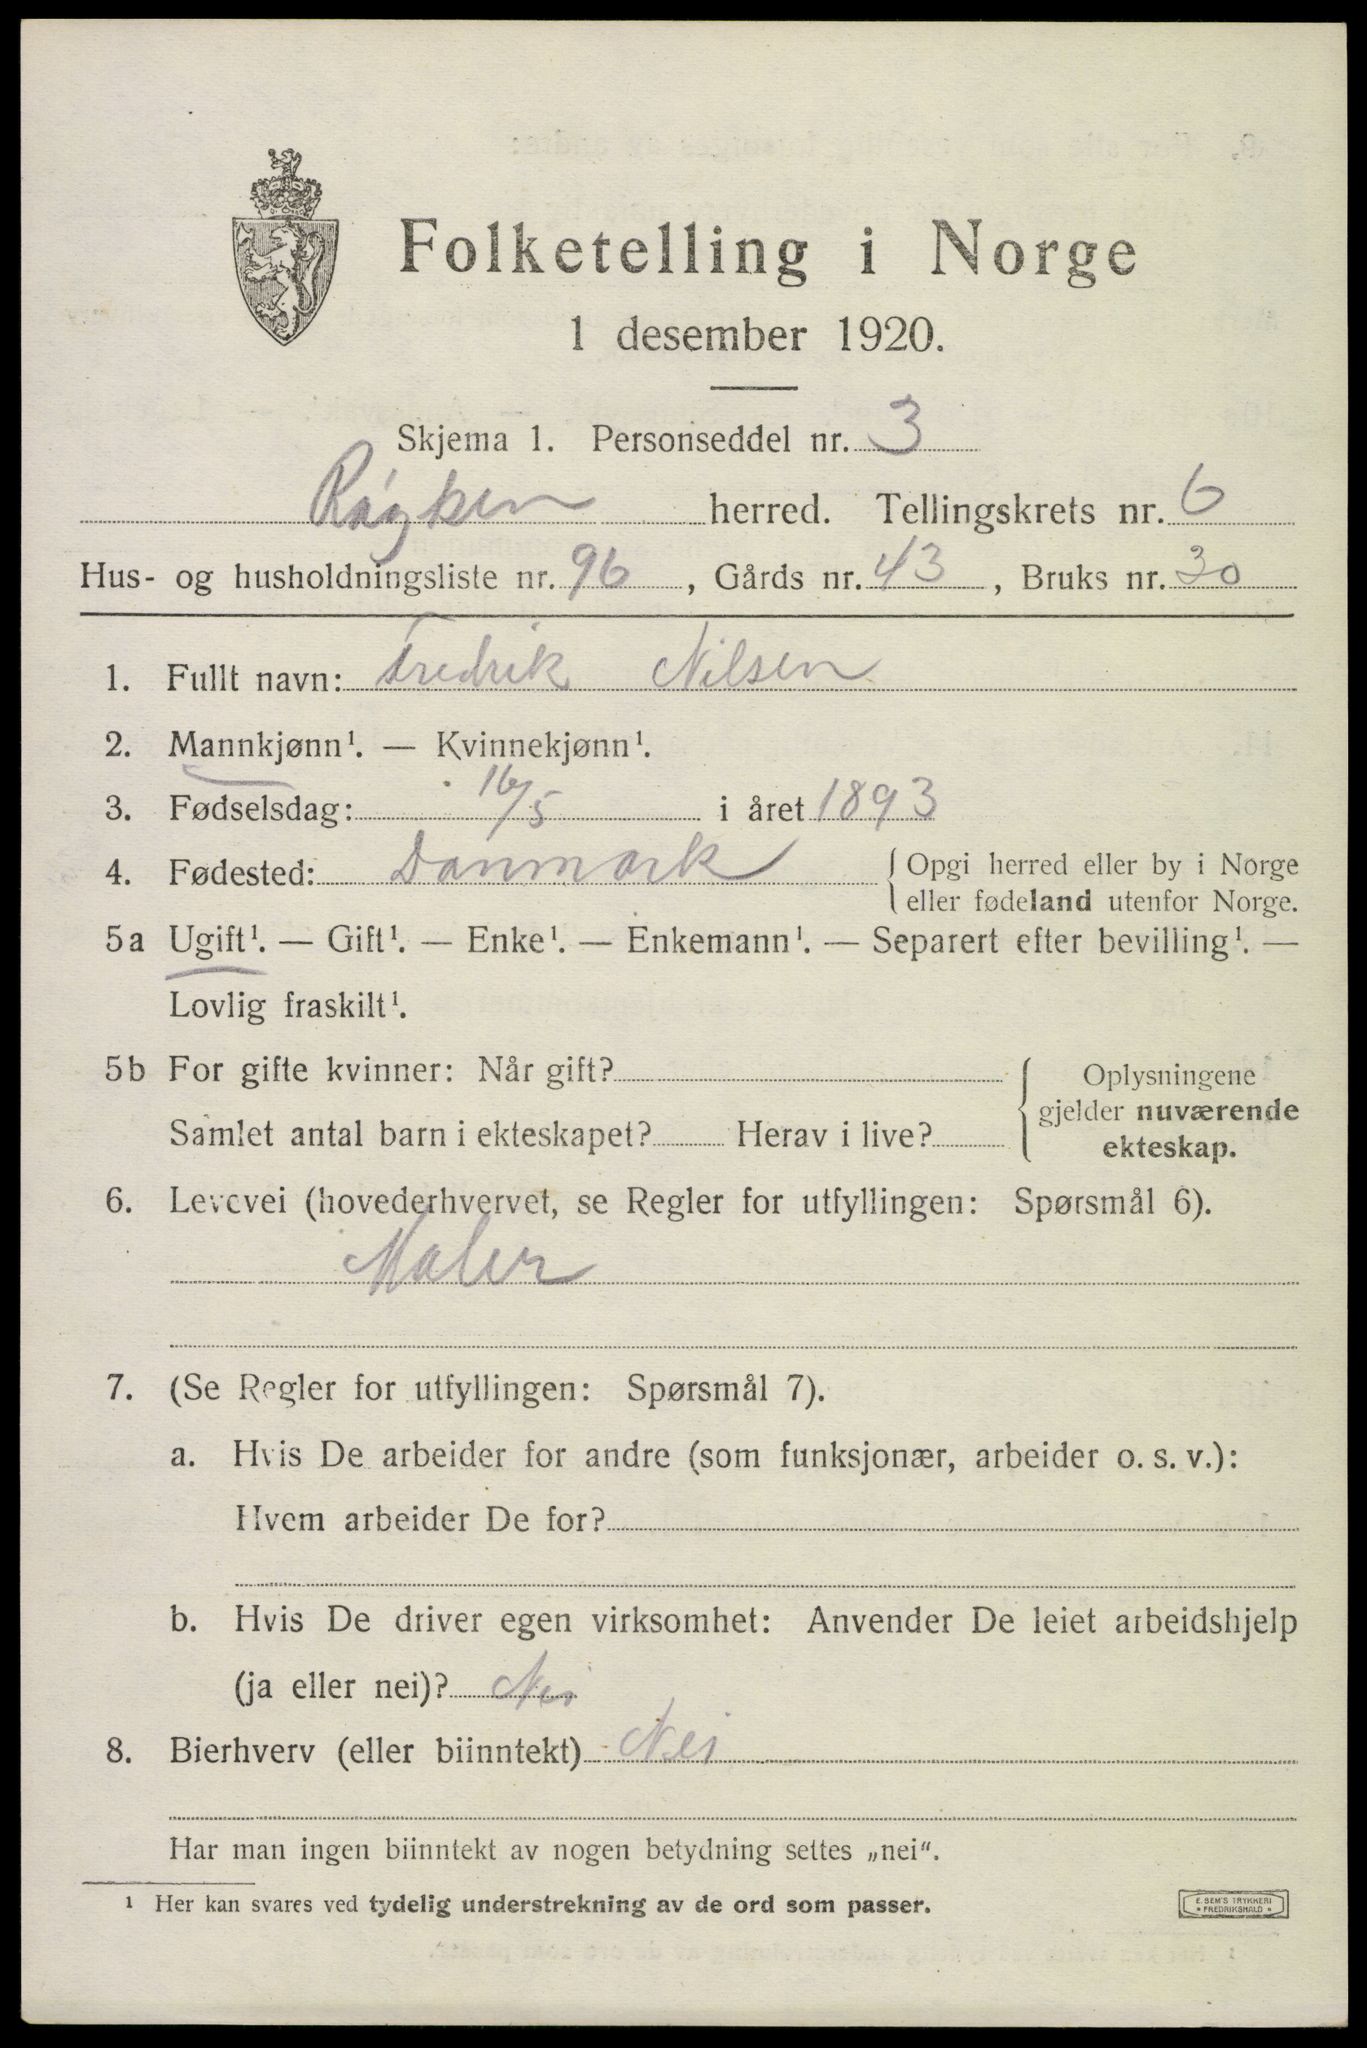 Folketelling i Norge
1 desember 1920.
Skjema 1. Personseddel nr. 3
Røyken herred. Tellingskrets nr. 6
Hus- og husholdningsliste nr. 96, Gårds nr. 43, Bruks nr. 30
1. Fullt navn: Fredrik Nilsen
2. Mannkjønn¹. — Kvinnekjønn¹.
3. Fødselsdag: 16/5 i året 1893
4. Fødested: Danmark { Opgi herred eller by i Norge
eller fødeland utenfor Norge.
5a Ugift¹. — Gift¹. — Enke¹. — Enkemann¹. — Separert efter bevilling¹. —
Lovlig fraskilt¹.
5b For gifte kvinner: Når gift?
Samlet antal barn i ekteskapet? Herav i live?
{ Oplysningene
gjelder nuværende
ekteskap.
6. Levevei (hovederhvervet, se Regler for utfyllingen: Spørsmål 6).
Maler
7. (Se Regler for utfyllingen: Spørsmål 7).
a. Hvis De arbeider for andre (som funksjonær, arbeider o. s. v.):
Hvem arbeider De for?
b. Hvis De driver egen virksomhet: Anvender De leiet arbeidshjelp
(ja eller nei)? Nei
8. Bierhverv (eller biinntekt) Nei
Har man ingen biinntekt av nogen betydning settes „nei“.
¹ Her kan svares ved tydelig understrekning av de ord som passer.
E. SEM'S TRYKKERI
* FREDRIKSHALD *